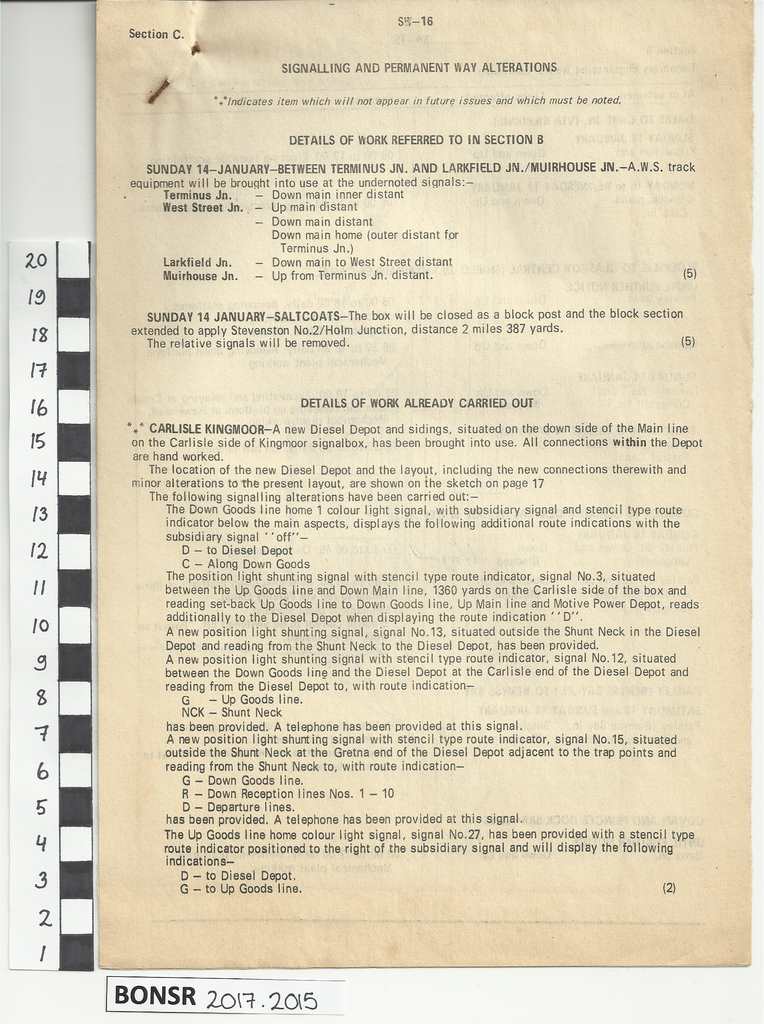 SW-16
Section C.
SIGNALLING AND PERMANENT WAY ALTERATIONS
*⁎*Indicates item which will not appear in future issues and which must be noted.
DETAILS OF WORK REFERRED TO IN SECTION B
SUNDAY 14–JANUARY–BETWEEN TERMINUS JN. AND LARKFIELD JN./MUIRHOUSE JN.–A.W.S. track
equipment will be brought into use at the undernoted signals:–
Terminus Jn. – Down main inner distant
West Street Jn. – Up main distant
– Down main distant
Down main home (outer distant for
Terminus Jn.)
Larkfield Jn. – Down main to West Street distant
Muirhouse Jn. – Up from Terminus Jn. distant. (5)
SUNDAY 14 JANUARY–SALTCOATS–The box will be closed as a block post and the block section
extended to apply Stevenston No.2/Holm Junction, distance 2 miles 387 yards.
The relative signals will be removed. (5)
DETAILS OF WORK ALREADY CARRIED OUT
*⁎* CARLISLE KINGMOOR–A new Diesel Depot and sidings, situated on the down side of the Main line
on the Carlisle side of Kingmoor signalbox, has been brought into use. All connections within the Depot
are hand worked.
The location of the new Diesel Depot and the layout, including the new connections therewith and
minor alterations to the present layout, are shown on the sketch on page 17
The following signalling alterations have been carried out:–
The Down Goods line home 1 colour light signal, with subsidiary signal and stencil type route
indicator below the main aspects, displays the following additional route indications with the
subsidiary signal ''off''–
D – to Diesel Depot
C – Along Down Goods
The position light shunting signal with stencil type route indicator, signal No.3, situated
between the Up Goods line and Down Main line, 1360 yards on the Carlisle side of the box and
reading set-back Up Goods line to Down Goods line, Up Main line and Motive Power Depot, reads
additionally to the Diesel Depot when displaying the route indication ''D''.
A new position light shunting signal, signal No.13, situated outside the Shunt Neck in the Diesel
Depot and reading from the Shunt Neck to the Diesel Depot, has been provided.
A new position light shunting signal with stencil type route indicator, signal No.12, situated
between the Down Goods line and the Diesel Depot at the Carlisle end of the Diesel Depot and
reading from the Diesel Depot to, with route indication–
G – Up Goods line.
NCK – Shunt Neck
has been provided. A telephone has been provided at this signal.
A new position light shunting signal with stencil type route indicator, signal No.15, situated
outside the Shunt Neck at the Gretna end of the Diesel Depot adjacent to the trap points and
reading from the Shunt Neck to, with route indication–
G – Down Goods line.
R – Down Reception lines Nos. 1 – 10
D – Departure lines.
has been provided. A telephone has been provided at this signal.
The Up Goods line home colour light signal, signal No.27, has been provided with a stencil type
route indicator positioned to the right of the subsidiary signal and will display the following
indications–
D – to Diesel Depot.
G – to Up Goods line. (2)
20
19
18
17
16
15
14
13
12
11
10
9
8
7
6
5
4
3
2
1
BONSR 2017.2015